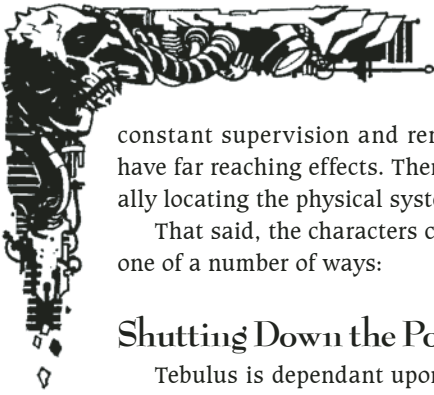 constant supervision and
have far reaching effects.
ally locating the physical
That said, the characters
one of a number of ways:
Shutting Down the
Tebulus is dependant upon